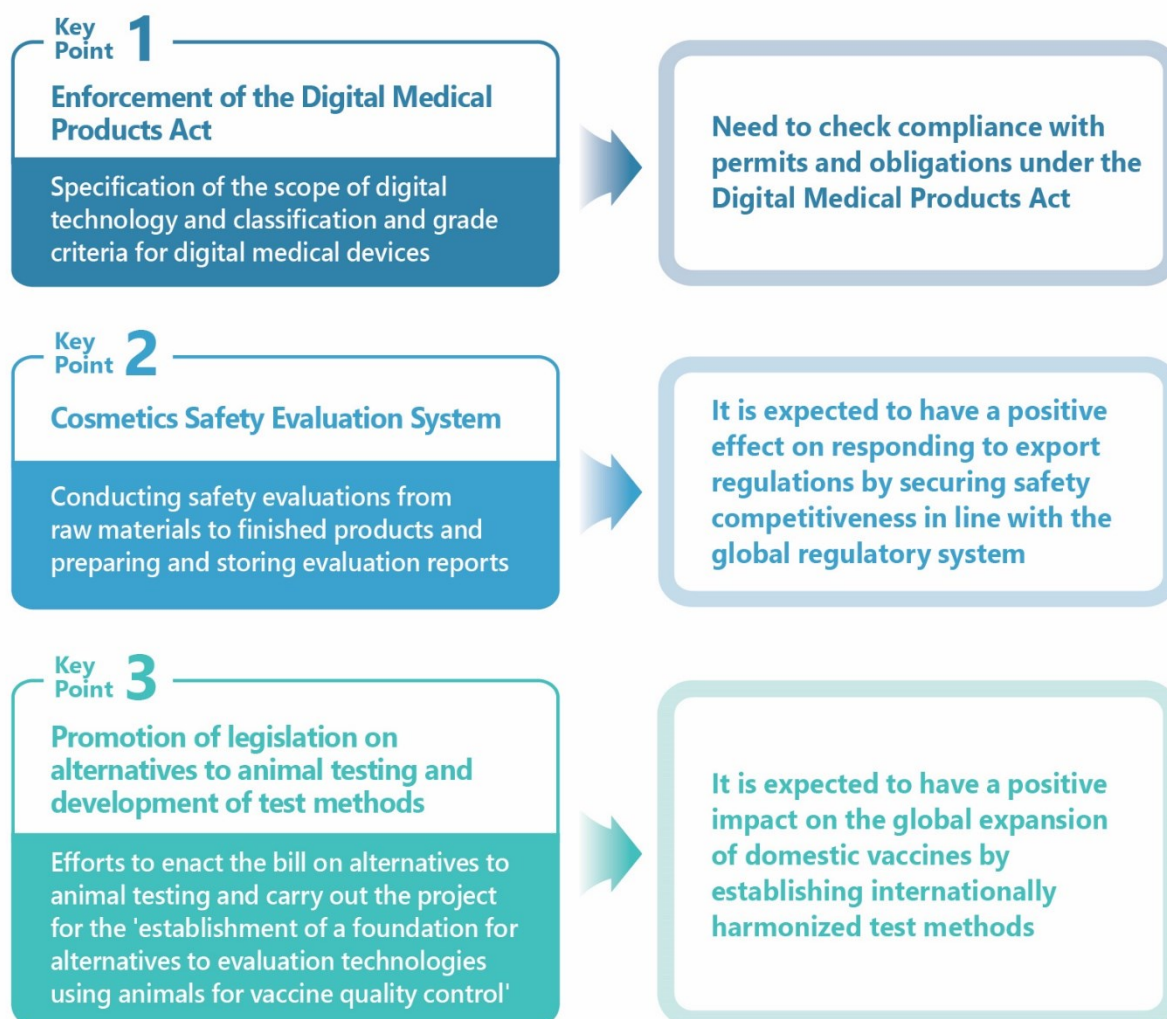 Key
Point 1
Enforcement of the Digital Medical
Products Act
Specification of the scope of digital
technology and classification and grade
criteria for digital medical devices
Need to check compliance with
permits and obligations under the
Digital Medical Products Act
Key
Point 2
Cosmetics Safety Evaluation System
Conducting safety evaluations from
raw materials to finished products and
preparing and storing evaluation reports
It is expected to have a positive
effect on responding to export
regulations by securing safety
competitiveness in line with the
global regulatory system
Key
Point 3
Promotion of legislation on
alternatives to animal testing and
development of test methods
Efforts to enact the bill on alternatives to
animal testing and carry out the project
for the 'establishment of a foundation for
alternatives to evaluation technologies
using animals for vaccine quality control'
It is expected to have a positive
impact on the global expansion
of domestic vaccines by
establishing internationally
harmonized test methods